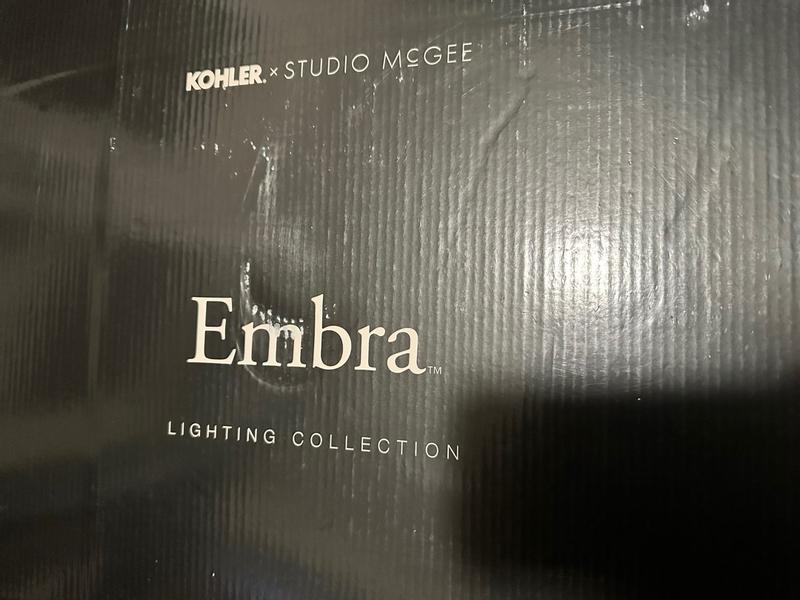 KOHLER. × STUDIO McGEE
Embra™
LIGHTING COLLECTION